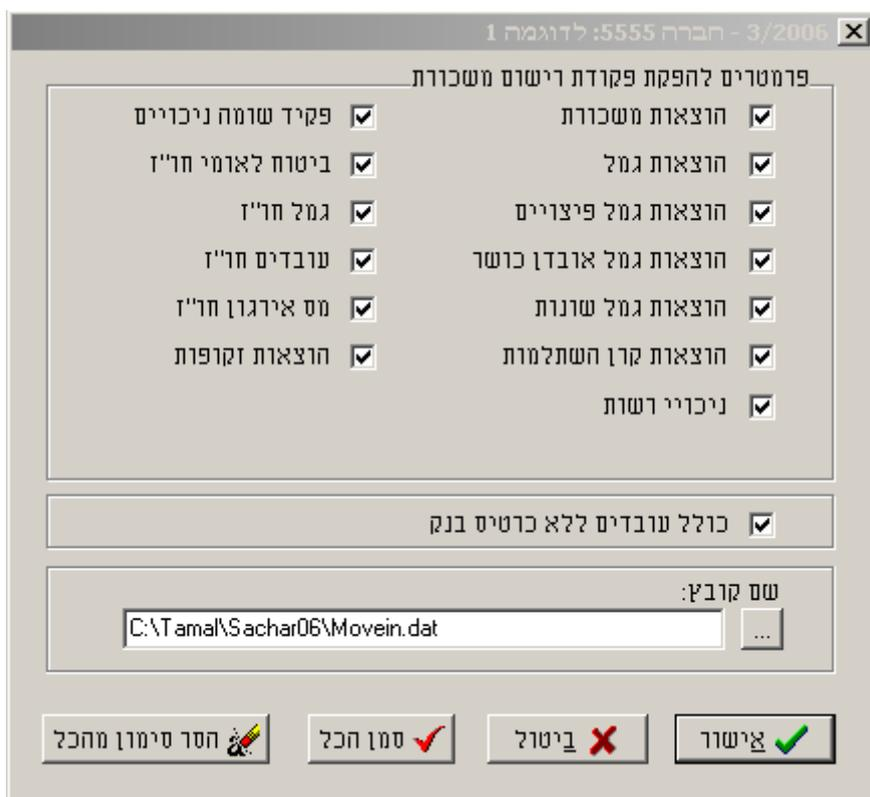 3/2006 - חברה 5555: לדוגמה 1
פרמטרים להפקת פקודת רישום משכורת
הוצאות משכורת
הוצאות גמל
הוצאות גמל פיצויים
הוצאות גמל אובדן כושר
הוצאות גמל שונות
הוצאות קרן השתלמות
ניכויי רשות
פקיד שומה ניכויים
ביטוח לאומי חו"ז
גמל חו"ז
עובדים חו"ז
מס אירגון חו"ז
הוצאות זקופות
כולל עובדים ללא כרטיס בנק
שם קובץ:
...
C:\Tamal\Sachar06\Movein.dat
אישור
ביטול
סמן הכל
הסר סימון מהכל